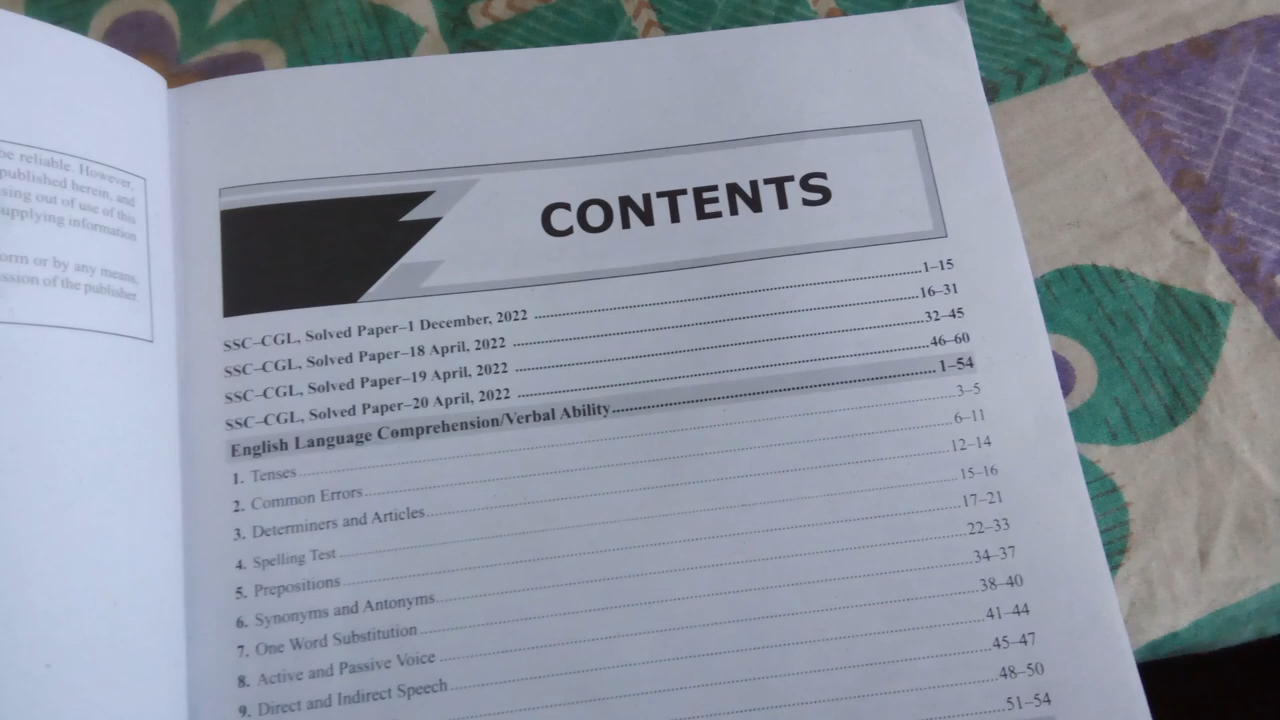 be reliable. However,
published herein, and
sing out of use of this
supplying information
orm or by any means,
ssion of the publisher.
CONTENTS
SSC–CGL, Solved Paper–1 December, 2022 ........ 1–15
SSC–CGL, Solved Paper–18 April, 2022 ........ 16–31
SSC–CGL, Solved Paper–19 April, 2022 ........ 32–45
SSC–CGL, Solved Paper–20 April, 2022 ........ 46–60
English Language Comprehension/Verbal Ability ........ 1–54
1. Tenses ........ 3–5
2. Common Errors ........ 6–11
3. Determiners and Articles ........ 12–14
4. Spelling Test ........ 15–16
5. Prepositions ........ 17–21
6. Synonyms and Antonyms ........ 22–33
7. One Word Substitution ........ 34–37
8. Active and Passive Voice ........ 38–40
9. Direct and Indirect Speech ........ 41–44
45–47
48–50
51–54